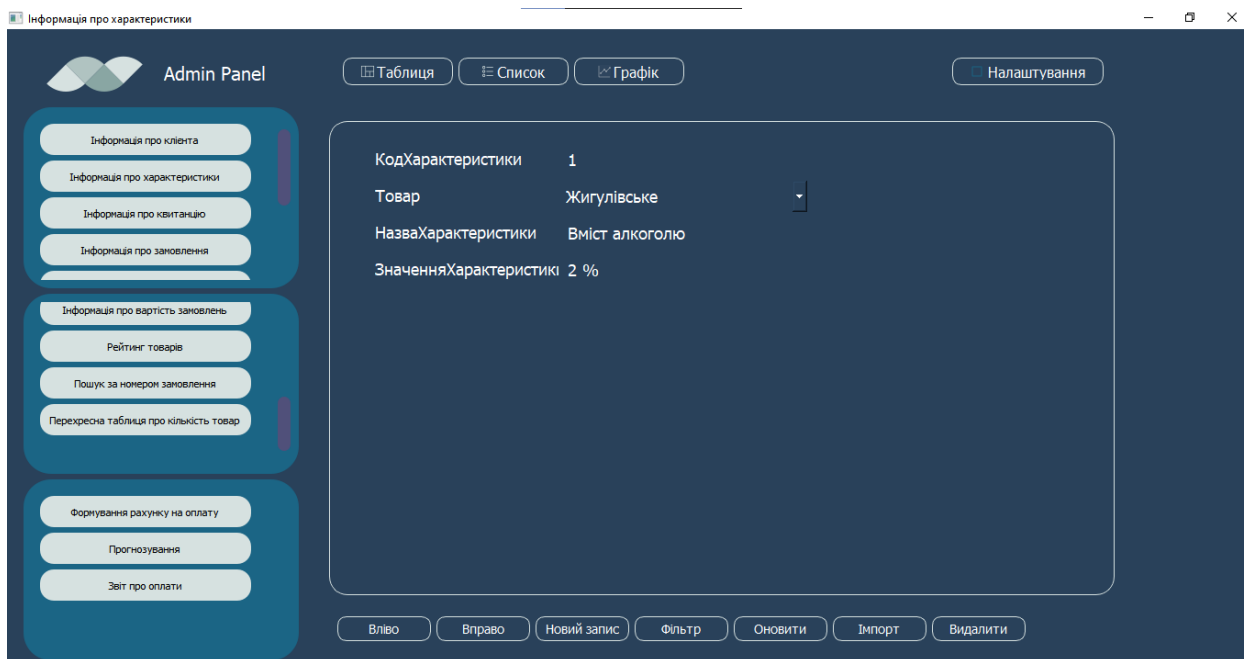 Інформація про характеристики
Admin Panel
Таблиця
Список
Графік
Налаштування
Інформація про клієнта
Інформація про характеристики
Інформація про квитанцію
Інформація про замовлення
Інформація про вартість замовлень
Рейтинг товарів
Пошук за номером замовлення
Перехресна таблиця про кількість товар
Формування рахунку на оплату
Прогнозування
Звіт про оплати
КодХарактеристики 1
Товар Жигулівське
НазваХарактеристики Вміст алкоголю
ЗначенняХарактеристикі 2 %
Вліво
Вправо
Новий запис
Фільтр
Оновити
Імпорт
Видалити